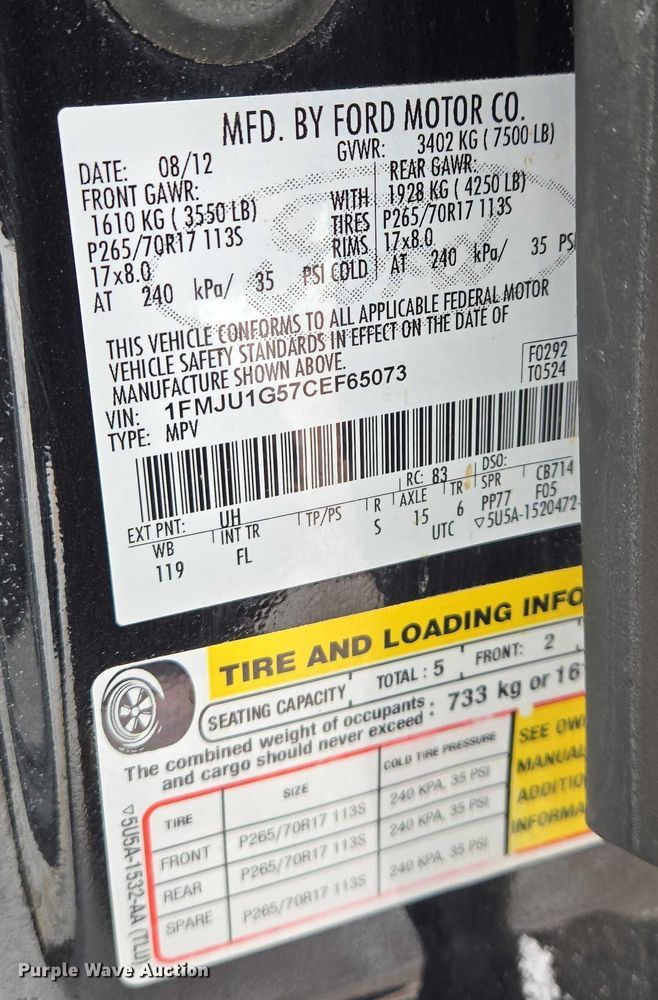 MFD. BY FORD MOTOR CO.
DATE: 08/12 GVWR: 3402 KG ( 7500 LB)
FRONT GAWR: REAR GAWR:
1610 KG ( 3550 LB) WITH 1928 KG ( 4250 LB)
P265/70R17 113S TIRES P265/70R17 113S
17x8.0 RIMS 17x8.0
AT 240 kPa/ 35 PSI COLD AT 240 kPa/ 35 PSI
THIS VEHICLE CONFORMS TO ALL APPLICABLE FEDERAL MOTOR
VEHICLE SAFETY STANDARDS IN EFFECT ON THE DATE OF
MANUFACTURE SHOWN ABOVE.
F0292
VIN: 1FMJU1G57CEF65073
T0524
TYPE: MPV
EXT PNT: UH RC: 83 DSO:
WB INT TR TP/PS R AXLE TR SPR CB714
119 FL S 15 6 PP77 F05
UTC ▽5U5A-1520472-
Ford
TIRE AND LOADING INFO
SEATING CAPACITY TOTAL : 5 FRONT: 2
The combined weight of occupants : 733 kg or 16
and cargo should never exceed
TIRE SIZE COLD TIRE PRESSURE
FRONT P265/70R17 113S 240 KPA, 35 PSI
REAR P265/70R17 113S 240 KPA, 35 PSI
SPARE P265/70R17 113S 240 KPA, 35 PSI
SEE OW
MANUAL
ADDITIO
INFORMA
▽5U5A-1532-AA (TLU)
Purple Wave Auction